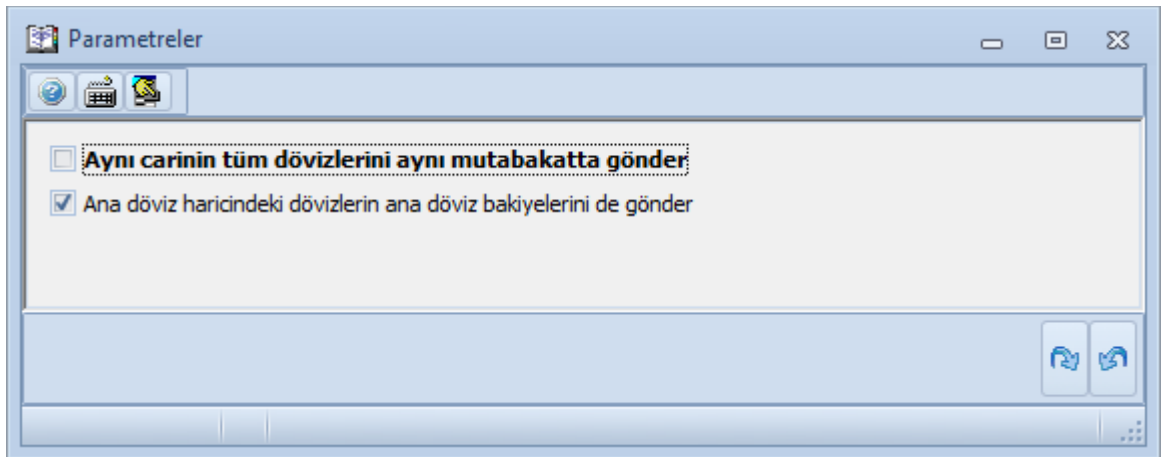 Parametreler
Aynı carinin tüm dövizlerini aynı mutabakatta gönder
Ana döviz haricindeki dövizlerin ana döviz bakiyelerini de gönder